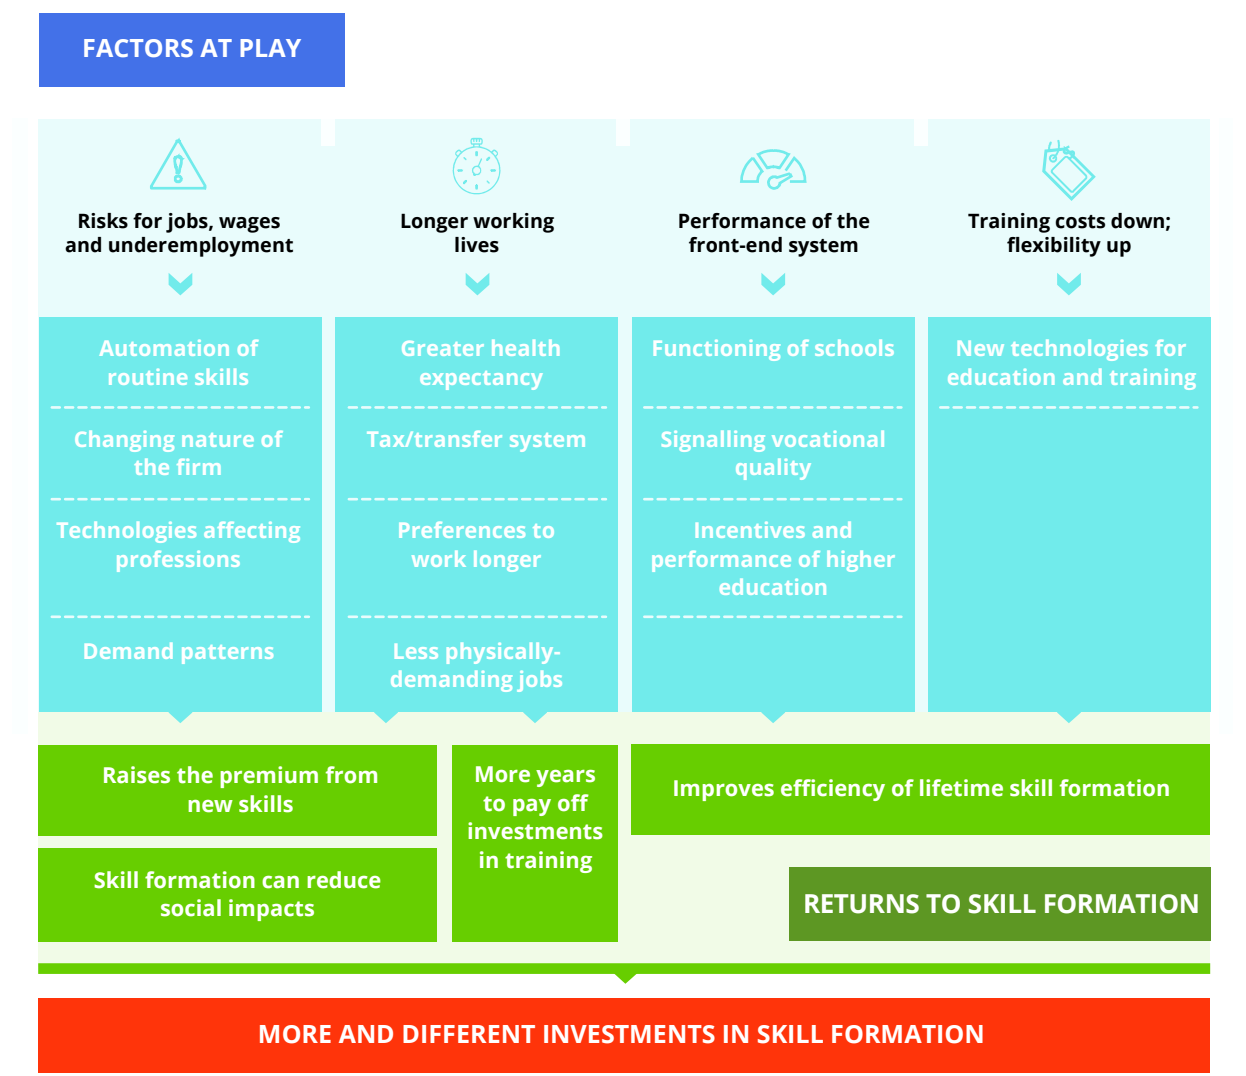 FACTORS AT PLAY
Risks for jobs, wages
and underemployment
Longer working
lives
Performance of the
front-end system
Training costs down;
flexibility up
Automation of
routine skills
Changing nature of
the firm
Technologies affecting
professions
Demand patterns
Greater health
expectancy
Tax/transfer system
Preferences to
work longer
Less physically-
demanding jobs
Functioning of schools
Signalling vocational
quality
Incentives and
performance of higher
education
New technologies for
education and training
Raises the premium from
new skills
Skill formation can reduce
social impacts
More years
to pay off
investments
in training
Improves efficiency of lifetime skill formation
RETURNS TO SKILL FORMATION
MORE AND DIFFERENT INVESTMENTS IN SKILL FORMATION